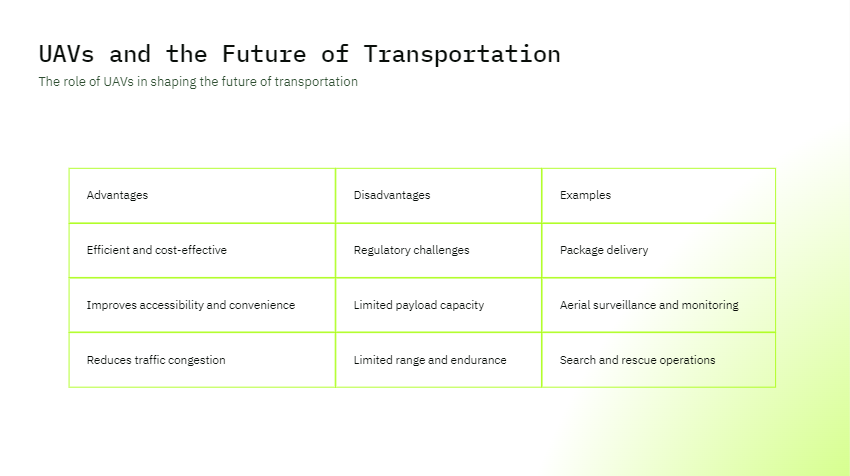 UAVs and the Future of Transportation
The role of UAVs in shaping the future of transportation
Advantages Disadvantages Examples
Efficient and cost-effective Regulatory challenges Package delivery
Improves accessibility and convenience Limited payload capacity Aerial surveillance and monitoring
Reduces traffic congestion Limited range and endurance Search and rescue operations